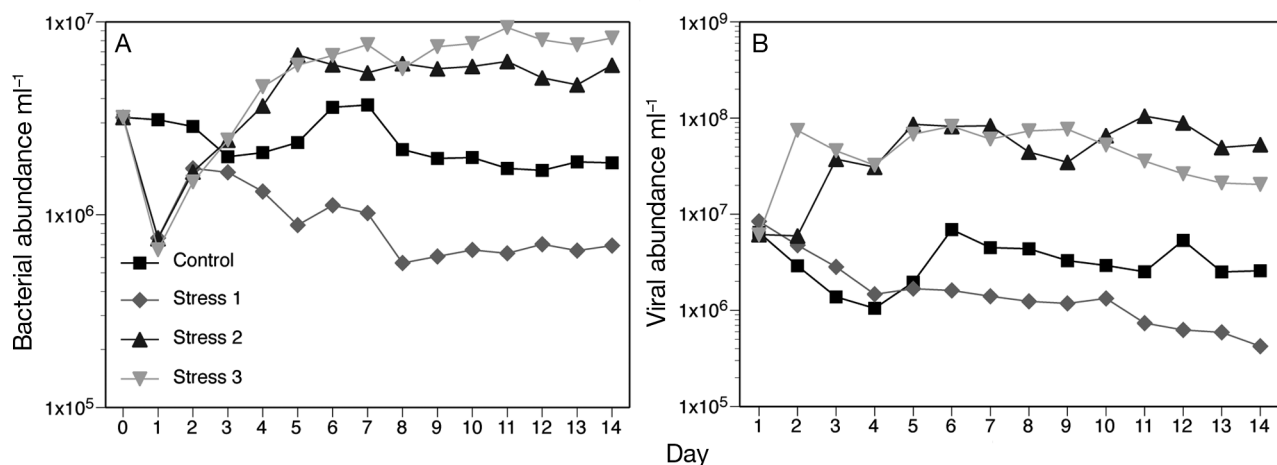 A
Bacterial abundance ml⁻¹
1x10⁷
1x10⁶
1x10⁵
Control
Stress 1
Stress 2
Stress 3
0 1 2 3 4 5 6 7 8 9 10 11 12 13 14
B
Viral abundance ml⁻¹
1x10⁹
1x10⁸
1x10⁷
1x10⁶
1x10⁵
1 2 3 4 5 6 7 8 9 10 11 12 13 14
Day